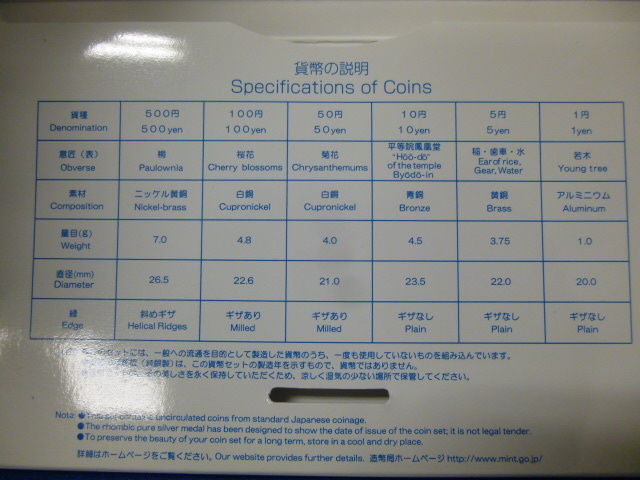 貨幣の説明
Specifications of Coins
貨種 500円 100円 50円 10円 5円 1円
Denomination 500yen 100yen 50yen 10yen 5yen 1yen
意匠(表) 桐 桜花 菊花 平等院鳳凰堂 稲・歯車・水 若木
Obverse Paulownia Cherry blossoms Chrysanthemums "Hōō-dō" of the temple Byōdō-in Ear of rice, Gear, Water Young tree
素材 ニッケル黄銅 白銅 白銅 青銅 黄銅 アルミニウム
Composition Nickel-brass Cupronickel Cupronickel Bronze Brass Aluminum
量目(g) 7.0 4.8 4.0 4.5 3.75 1.0
Weight
直径(mm) 26.5 22.6 21.0 23.5 22.0 20.0
Diameter
縁 斜めギザ ギザあり ギザあり ギザなし ギザなし ギザなし
Edge Helical Ridges Milled Milled Plain Plain Plain
セットには、一般への流通を目的として製造した貨幣のうち、一度も使用していないものを組み込んでいます。
(純銀製)は、この貨幣セットの製造年を示すもので、貨幣ではありません。
美しさを永く保持していただくため、涼しく湿気の少ない場所で保管してください。
Note: ●This uncirculated coins from standard Japanese coinage.
●The rhombic pure silver medal has been designed to show the date of issue of the coin set; it is not legal tender.
●To preserve the beauty of your coin set for a long term, store in a cool and dry place.
詳細はホームページをご覧ください。Our website provides further details. 造幣局ホームページ http://www.mint.go.jp/